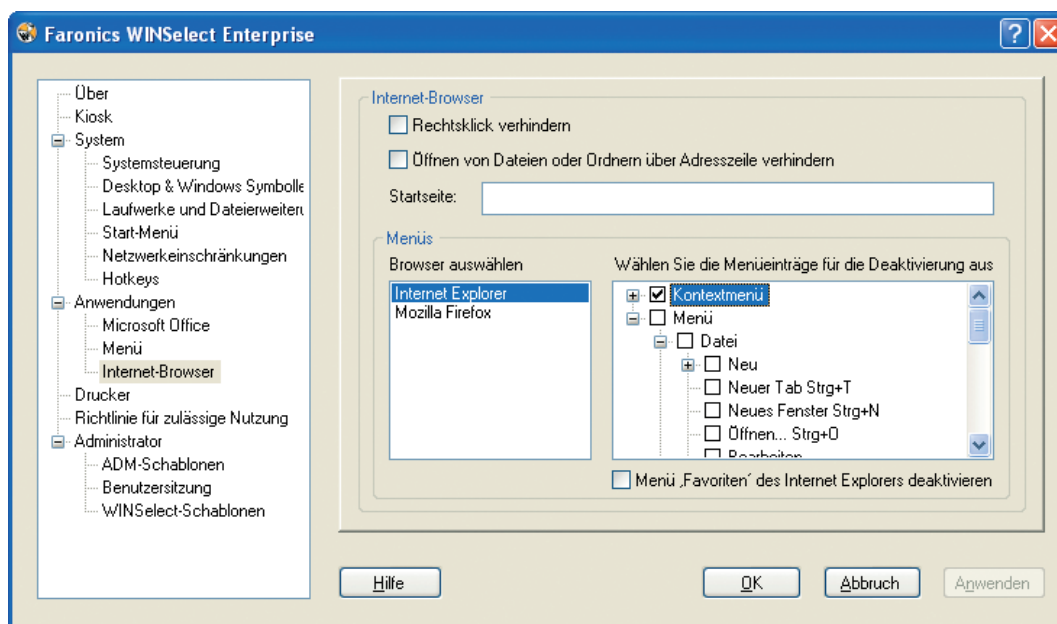 Faronics WINSelect Enterprise
Über
Kiosk
System
Systemsteuerung
Desktop & Windows Symbolle
Laufwerke und Dateierweiteru
Start-Menü
Netzwerkeinschränkungen
Hotkeys
Anwendungen
Microsoft Office
Menü
Internet-Browser
Drucker
Richtlinie für zulässige Nutzung
Administrator
ADM-Schablonen
Benutzersitzung
WINSelect-Schablonen
Internet-Browser
Rechtsklick verhindern
Öffnen von Dateien oder Ordnern über Adresszeile verhindern
Startseite:
Menüs
Browser auswählen
Internet Explorer
Mozilla Firefox
Wählen Sie die Menüeinträge für die Deaktivierung aus
Kontextmenü
Menü
Datei
Neu
Neuer Tab Strg+T
Neues Fenster Strg+N
Öffnen... Strg+O
Bearbeiten
Menü ‚Favoriten´ des Internet Explorers deaktivieren
Hilfe
OK
Abbruch
Anwenden